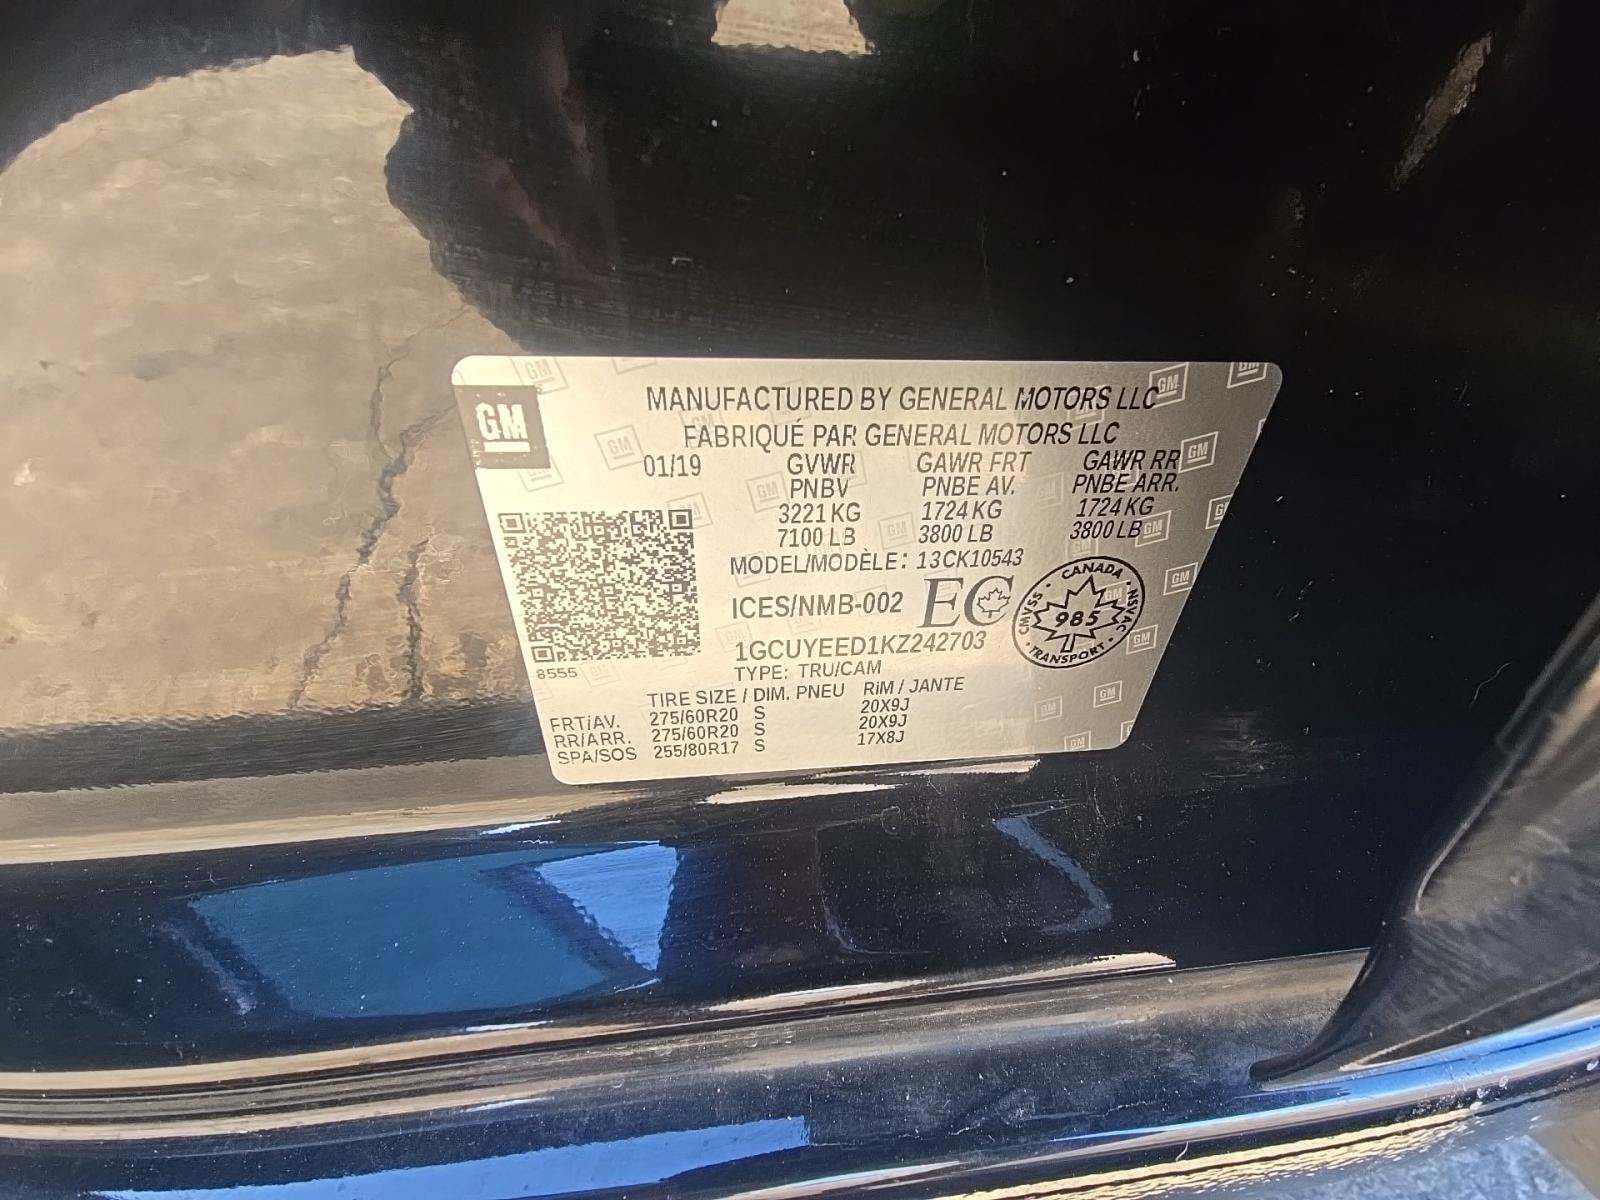 GM
MANUFACTURED BY GENERAL MOTORS LLC
FABRIQUÉ PAR GENERAL MOTORS LLC
01/19 GVWR GAWR FRT GAWR RR
PNBV PNBE AV. PNBE ARR.
3221 KG 1724 KG 1724 KG
7100 LB 3800 LB 3800 LB
MODEL/MODÈLE: 13CK10543
ICES/NMB-002 EC
CANADA
CMVSS 985 NSVAC
TRANSPORT
1GCUYEED1KZ242703
8555 TYPE: TRU/CAM
TIRE SIZE / DIM. PNEU RIM / JANTE
FRT/AV. 275/60R20 S 20X9J
RR/ARR. 275/60R20 S 20X9J
SPA/SOS 255/80R17 S 17X8J